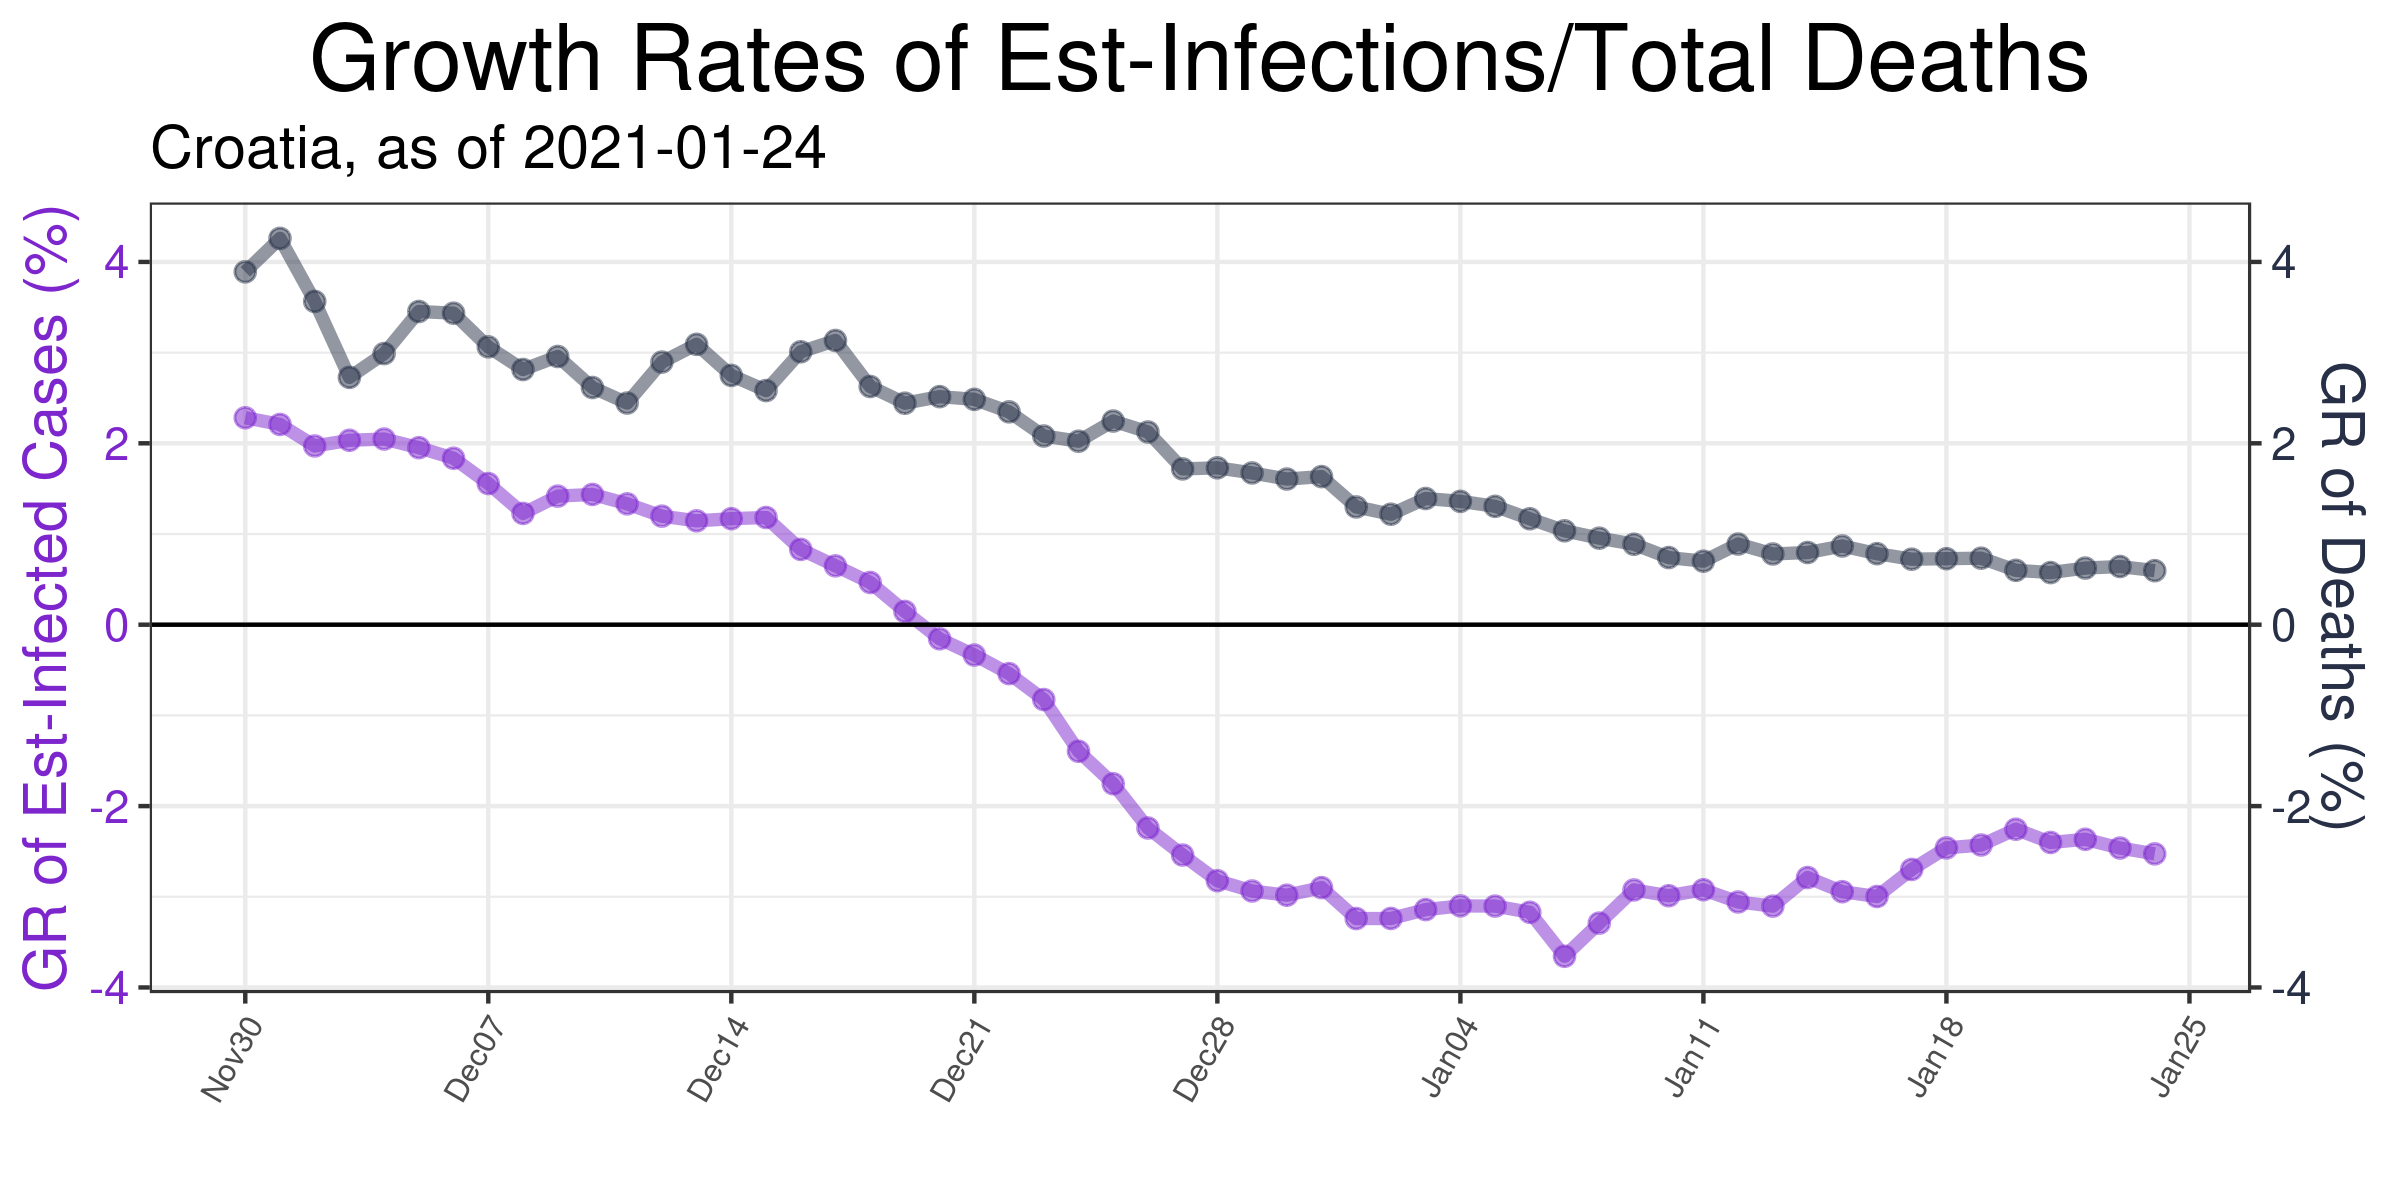 Growth Rates of Est-Infections/Total Deaths
Croatia, as of 2021-01-24
GR of Est-Infected Cases (%)
4
2
0
-2
-4
4
2
0
-2
-4
GR of Deaths (%)
Nov30
Dec07
Dec14
Dec21
Dec28
Jan04
Jan11
Jan18
Jan25